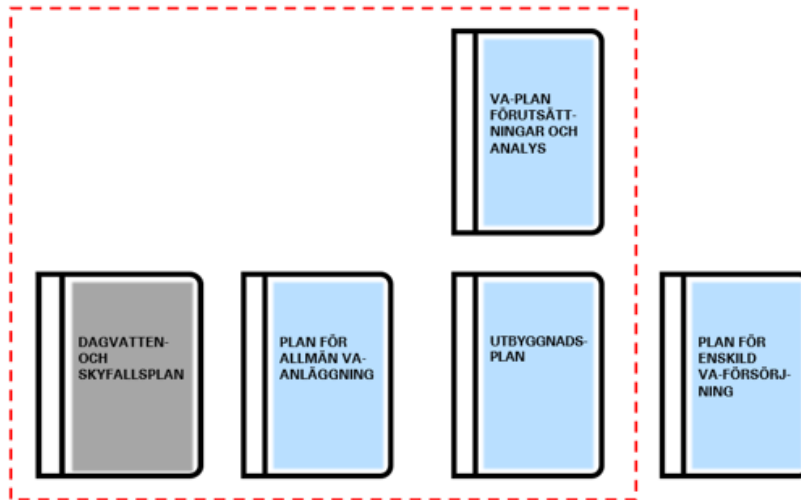 VA-PLAN
FÖRUTSÄTT-
NINGAR OCH
ANALYS
DAGVATTEN-
OCH
SKYFALLSPLAN
PLAN FÖR
ALLMÄN VA-
ANLÄGGNING
UTBYGGNADS-
PLAN
PLAN FÖR
ENSKILD
VA-FÖRSÖRJ-
NING